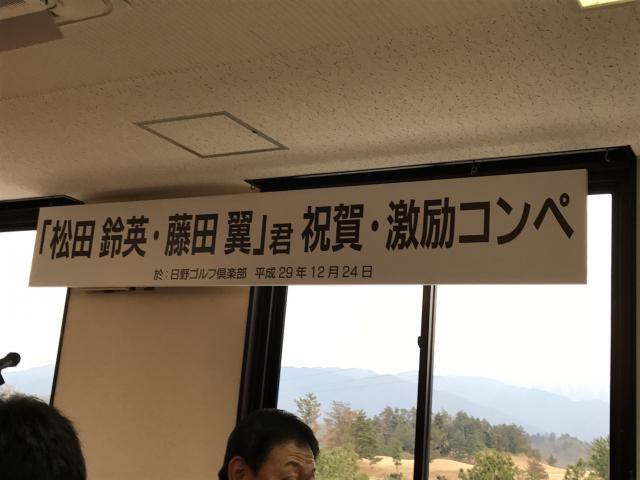 「松田 鈴英・藤田 翼」君 祝賀・激励コンペ
於：日野ゴルフ倶楽部 平成29年12月24日